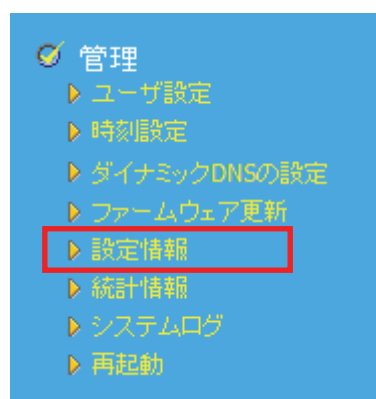 管理
ユーザ設定
時刻設定
ダイナミックDNSの設定
ファームウェア更新
設定情報
統計情報
システムログ
再起動